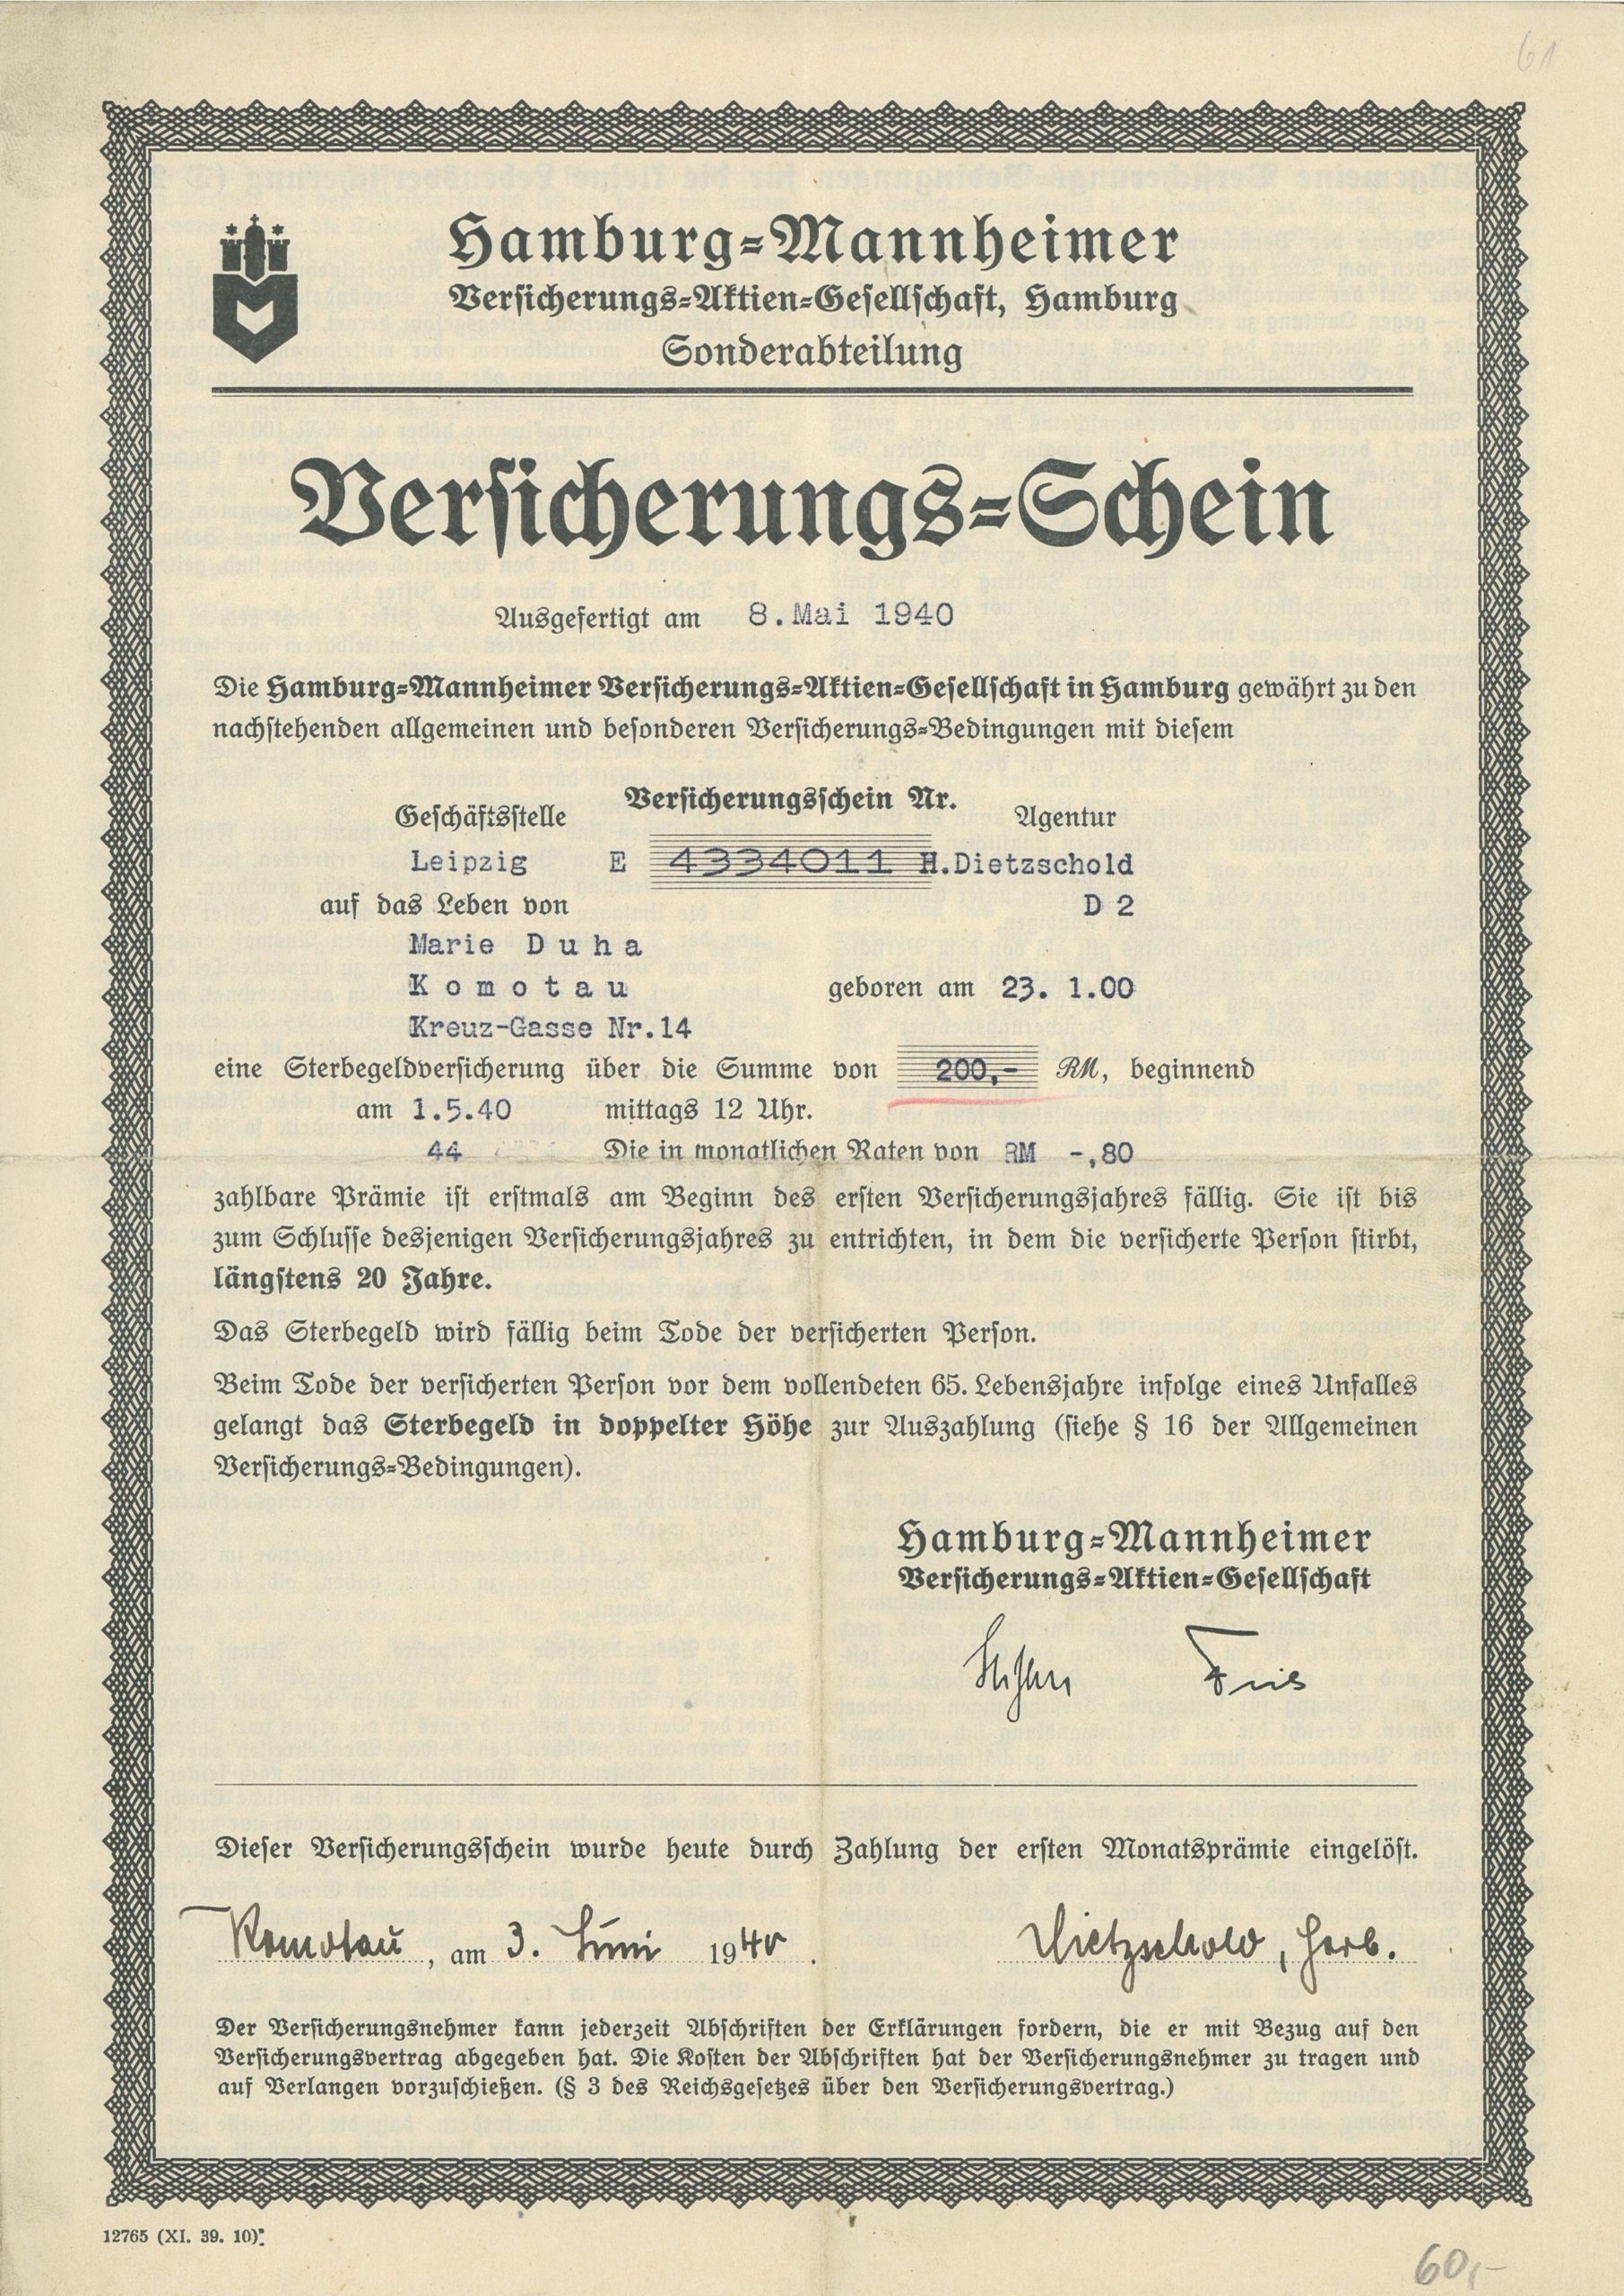 61
Hamburg=Mannheimer
Versicherungs=Aktien=Gesellschaft, Hamburg
Sonderabteilung
Versicherungs=Schein
Ausgefertigt am 8. Mai 1940
Die Hamburg=Mannheimer Versicherungs=Aktien=Gesellschaft in Hamburg gewährt zu den
nachstehenden allgemeinen und besonderen Versicherungs=Bedingungen mit diesem
Versicherungsschein Nr.
Geschäftsstelle Agentur
Leipzig E 4334011 H.Dietzschold
auf das Leben von D 2
Marie Duha
Komotau geboren am 23. 1.00
Kreuz-Gasse Nr.14
eine Sterbegeldversicherung über die Summe von 200,- RM, beginnend
am 1.5.40 mittags 12 Uhr.
44 Die in monatlichen Raten von RM -,80
zahlbare Prämie ist erstmals am Beginn des ersten Versicherungsjahres fällig. Sie ist bis
zum Schlusse desjenigen Versicherungsjahres zu entrichten, in dem die versicherte Person stirbt,
längstens 20 Jahre.
Das Sterbegeld wird fällig beim Tode der versicherten Person.
Beim Tode der versicherten Person vor dem vollendeten 65. Lebensjahre infolge eines Unfalles
gelangt das Sterbegeld in doppelter Höhe zur Auszahlung (siehe § 16 der Allgemeinen
Versicherungs=Bedingungen).
Hamburg=Mannheimer
Versicherungs=Aktien=Gesellschaft
Dieser Versicherungsschein wurde heute durch Zahlung der ersten Monatsprämie eingelöst.
Komotau, am 3. Juni 1940. Dietzschold, Herb.
Der Versicherungsnehmer kann jederzeit Abschriften der Erklärungen fordern, die er mit Bezug auf den
Versicherungsvertrag abgegeben hat. Die Kosten der Abschriften hat der Versicherungsnehmer zu tragen und
auf Verlangen vorzuschießen. (§ 3 des Reichsgesetzes über den Versicherungsvertrag.)
12765 (XI. 39. 10)
60,-